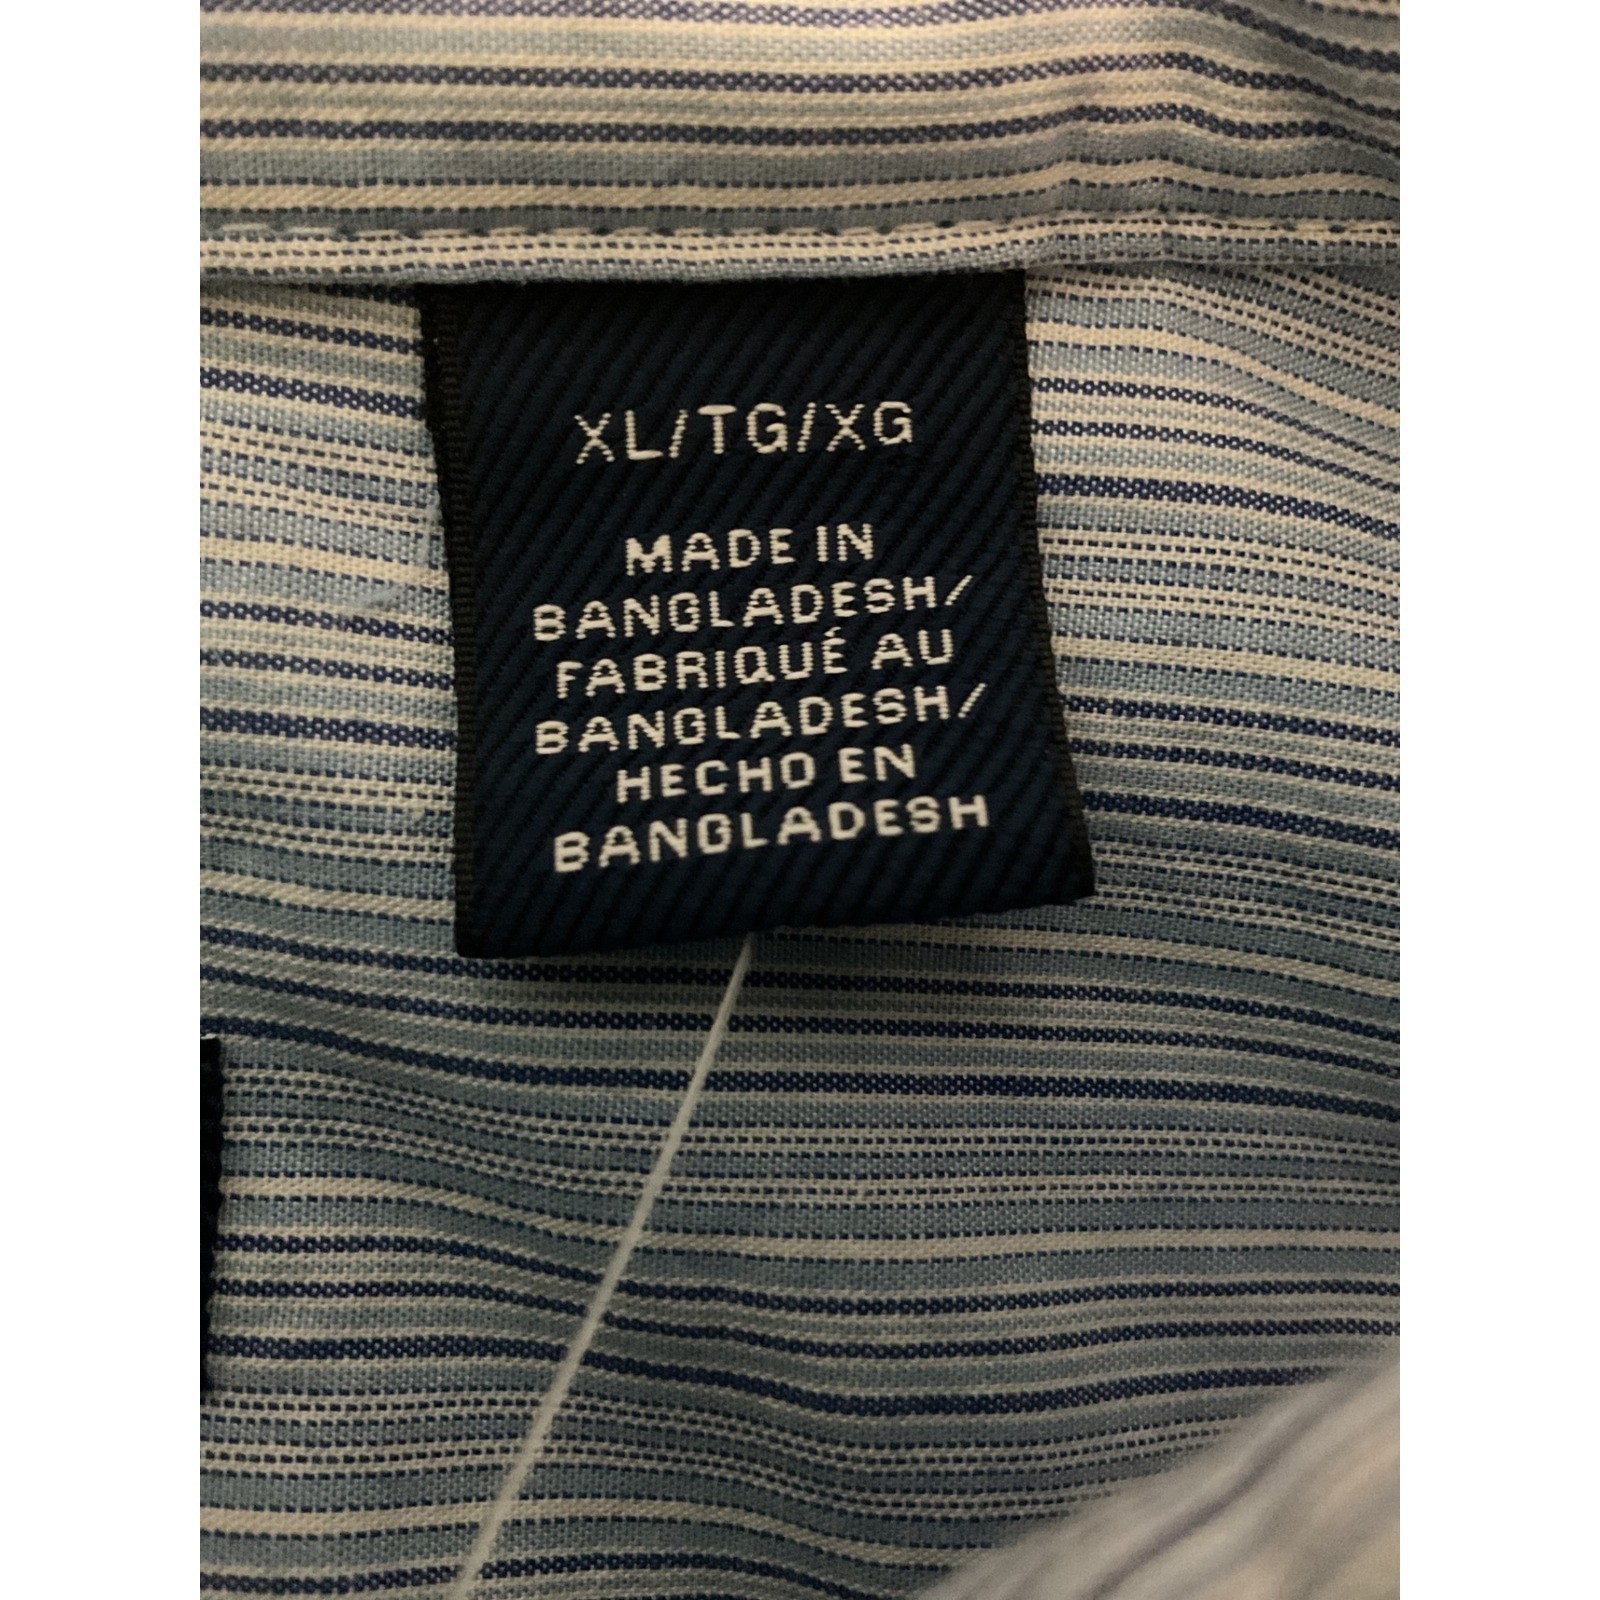 XL/TG/XG
MADE IN
BANGLADESH/
FABRIQUÉ AU
BANGLADESH/
HECHO EN
BANGLADESH